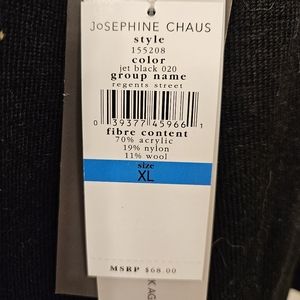 JoSEPHINE CHAUS
style
155208
color
jet black 020
group name
regents street
0 39377 45966 1
fibre content
70% acrylic
19% nylon
11% wool
size
XL
MSRP $68.00
K AG